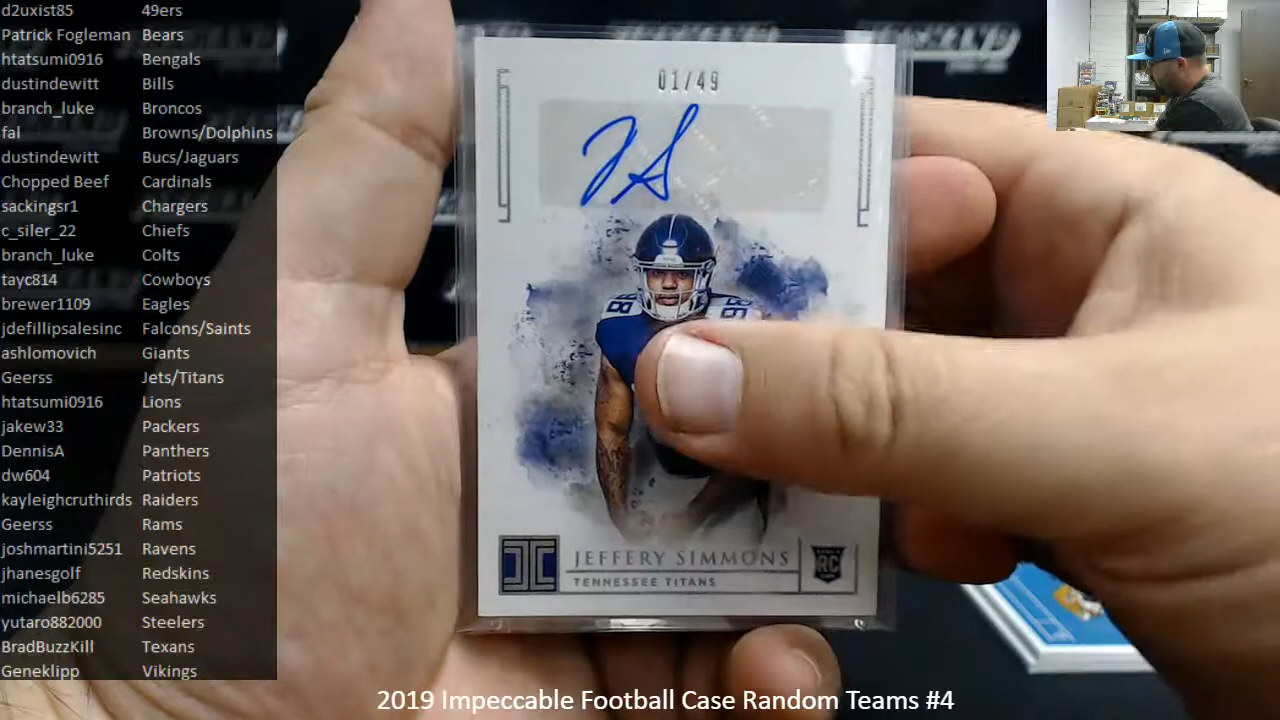 d2uxist85 49ers
Patrick Fogleman Bears
htatsumi0916 Bengals
dustindewitt Bills
branch_luke Broncos
fal Browns/Dolphins
dustindewitt Bucs/Jaguars
Chopped Beef Cardinals
sackingsr1 Chargers
c_siler_22 Chiefs
branch_luke Colts
tayc814 Cowboys
brewer1109 Eagles
jdefillipsalesinc Falcons/Saints
ashlomovich Giants
Geerss Jets/Titans
htatsumi0916 Lions
jakew33 Packers
DennisA Panthers
dw604 Patriots
kayleighcruthirds Raiders
Geerss Rams
joshmartini5251 Ravens
jhanesgolf Redskins
michaelb6285 Seahawks
yutaro882000 Steelers
BradBuzzKill Texans
Geneklipp Vikings
01/49
JS
98
JEFFERY SIMMONS
TENNESSEE TITANS
RC
2019 Impeccable Football Case Random Teams #4